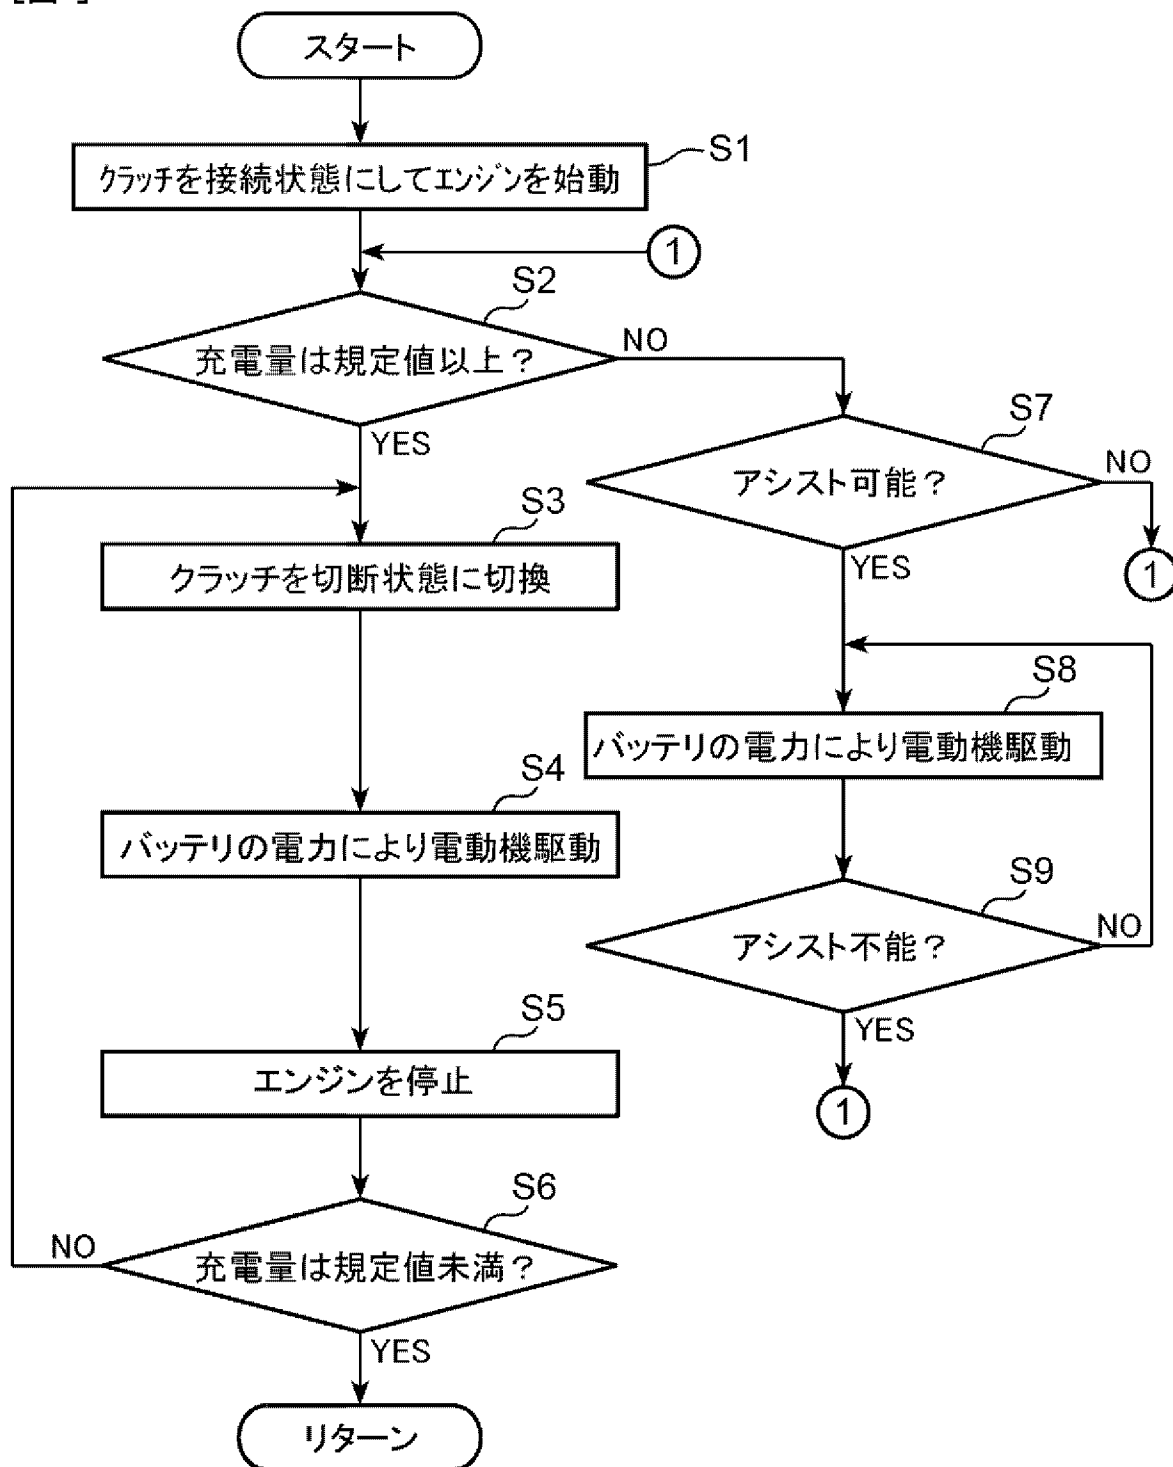 スタート
クラッチを接続状態にしてエンジンを始動
S1
1
S2
充電量は規定値以上？
NO
YES
S7
アシスト可能？
NO
YES
1
S3
クラッチを切断状態に切換
S8
バッテリの電力により電動機駆動
S4
バッテリの電力により電動機駆動
S9
アシスト不能？
NO
YES
1
S5
エンジンを停止
S6
充電量は規定値未満？
NO
YES
リターン